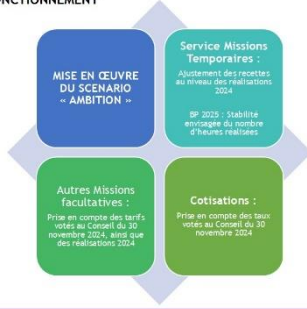 ONCTIONNEMENT
MISE EN ŒUVRE
DU SCENARIO
« AMBITION »
Service Missions
Temporaires :
Ajustement des recettes
au niveau des réalisations
2024
BP 2025 : Stabilité
envisagée du nombre
d'heures réalisées
Autres Missions
facultatives :
Prise en compte des tarifs
votés au Conseil du 30
novembre 2024, ainsi que
des réalisations 2024
Cotisations :
Prise en compte des taux
votés au Conseil du 30
novembre 2024